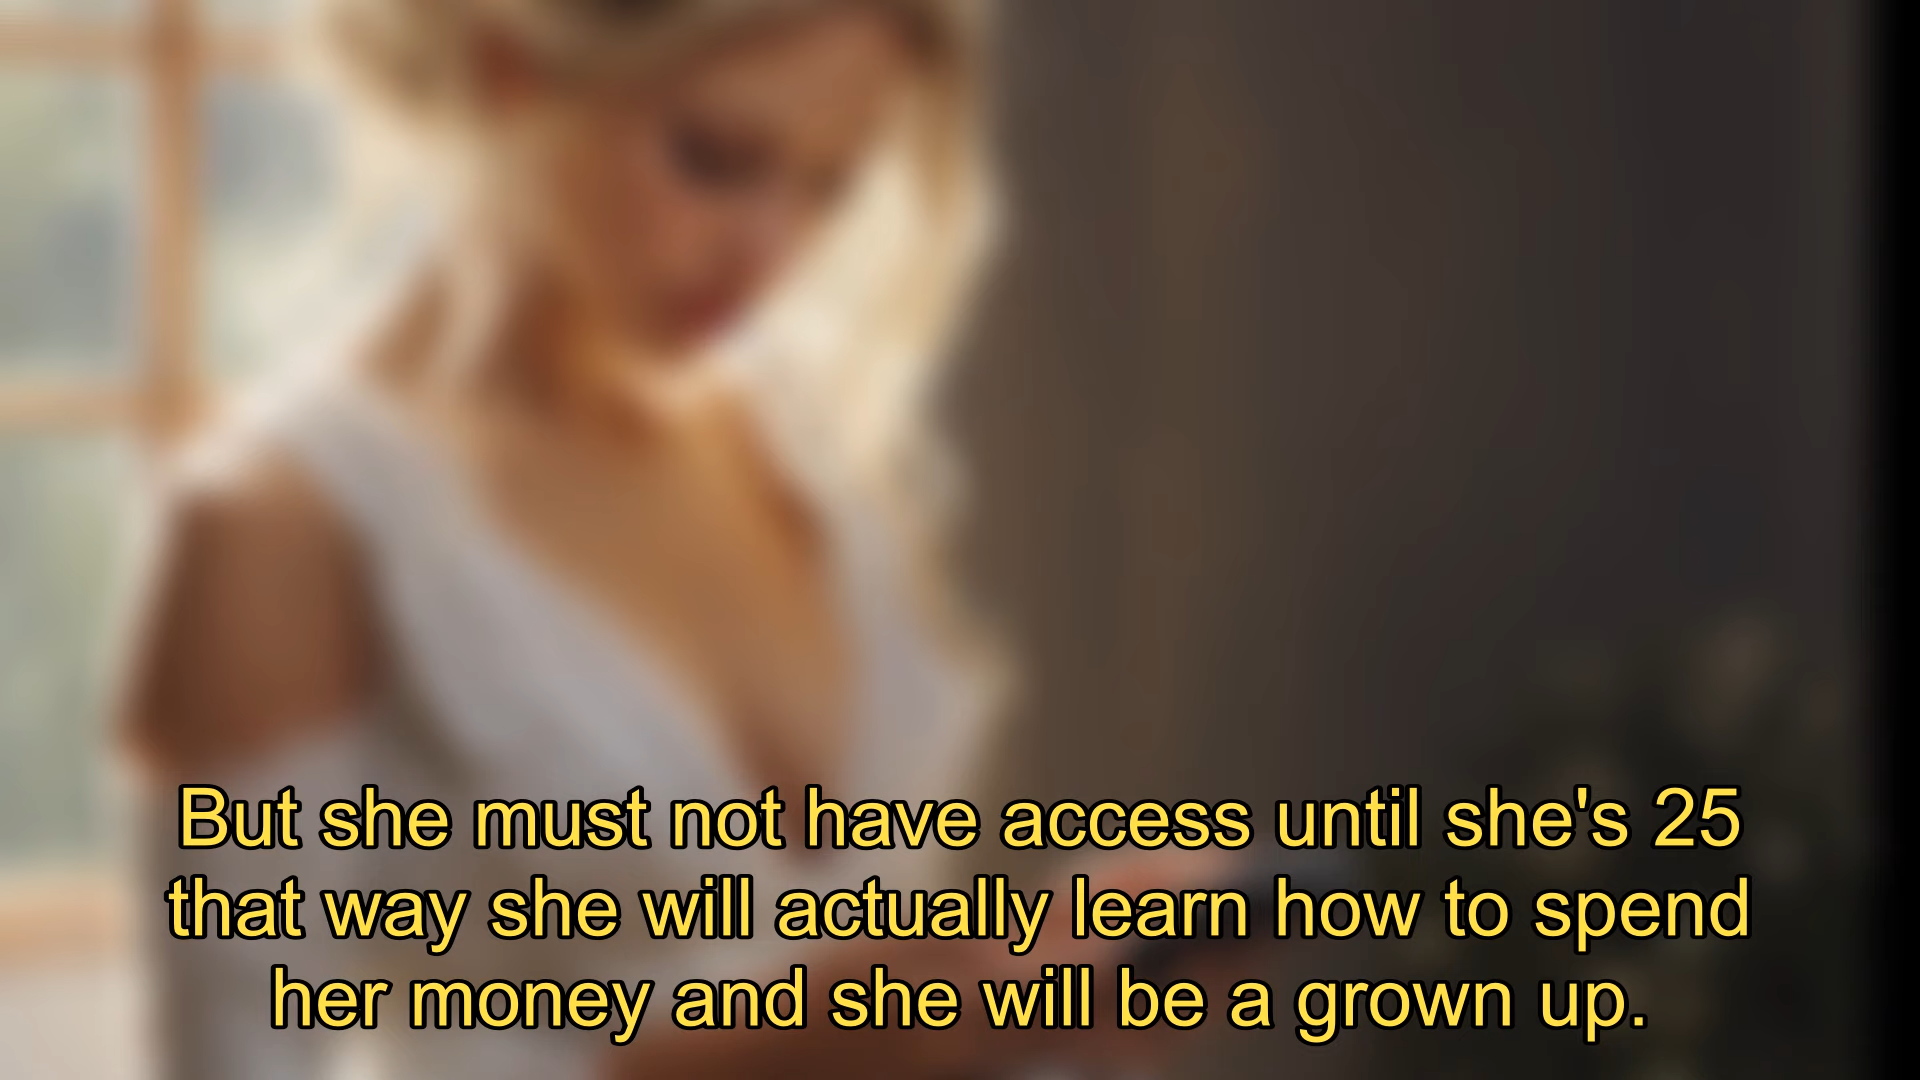 But she must not have access until she's 25
that way she will actually learn how to spend
her money and she will be a grown up.